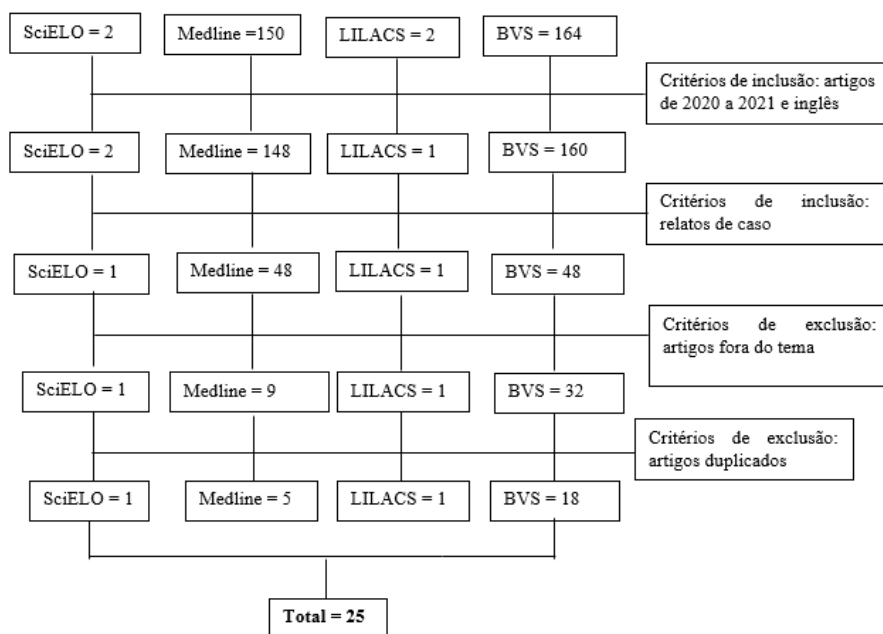 SciELO = 2
Medline =150
LILACS = 2
BVS = 164
Critérios de inclusão: artigos
de 2020 a 2021 e inglês
SciELO = 2
Medline = 148
LILACS = 1
BVS = 160
Critérios de inclusão:
relatos de caso
SciELO = 1
Medline = 48
LILACS = 1
BVS = 48
Critérios de exclusão:
artigos fora do tema
SciELO = 1
Medline = 9
LILACS = 1
BVS = 32
Critérios de exclusão:
artigos duplicados
SciELO = 1
Medline = 5
LILACS = 1
BVS = 18
Total = 25